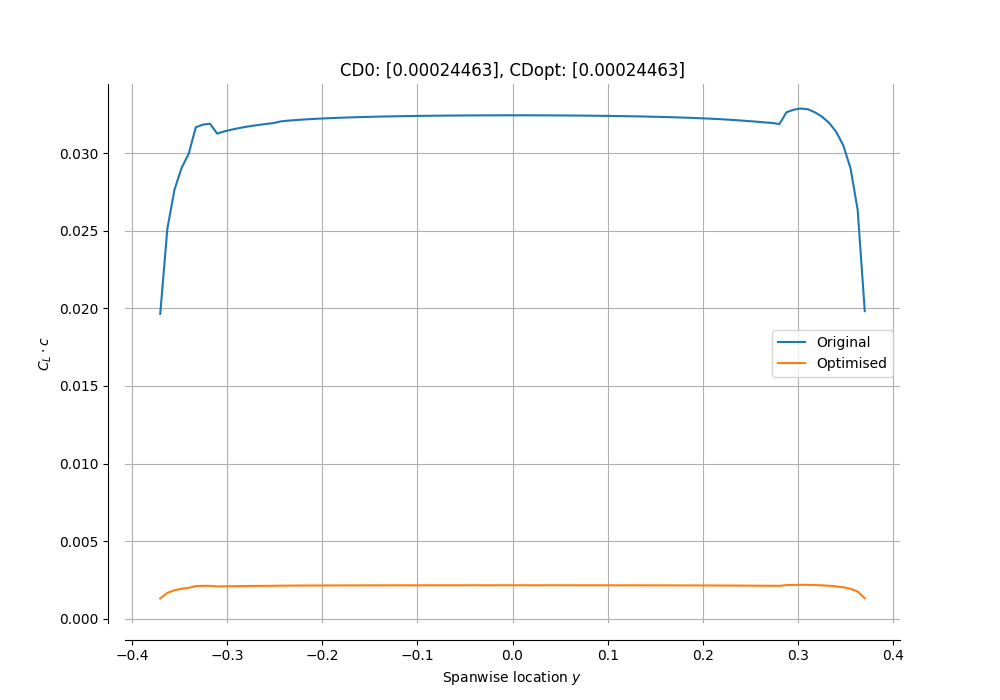 CD0: [0.00024463], CDopt: [0.00024463]
0.030
0.025
0.020
0.015
0.010
0.005
0.000
C_L · c
Original
Optimised
−0.4 −0.3 −0.2 −0.1 0.0 0.1 0.2 0.3 0.4
Spanwise location y